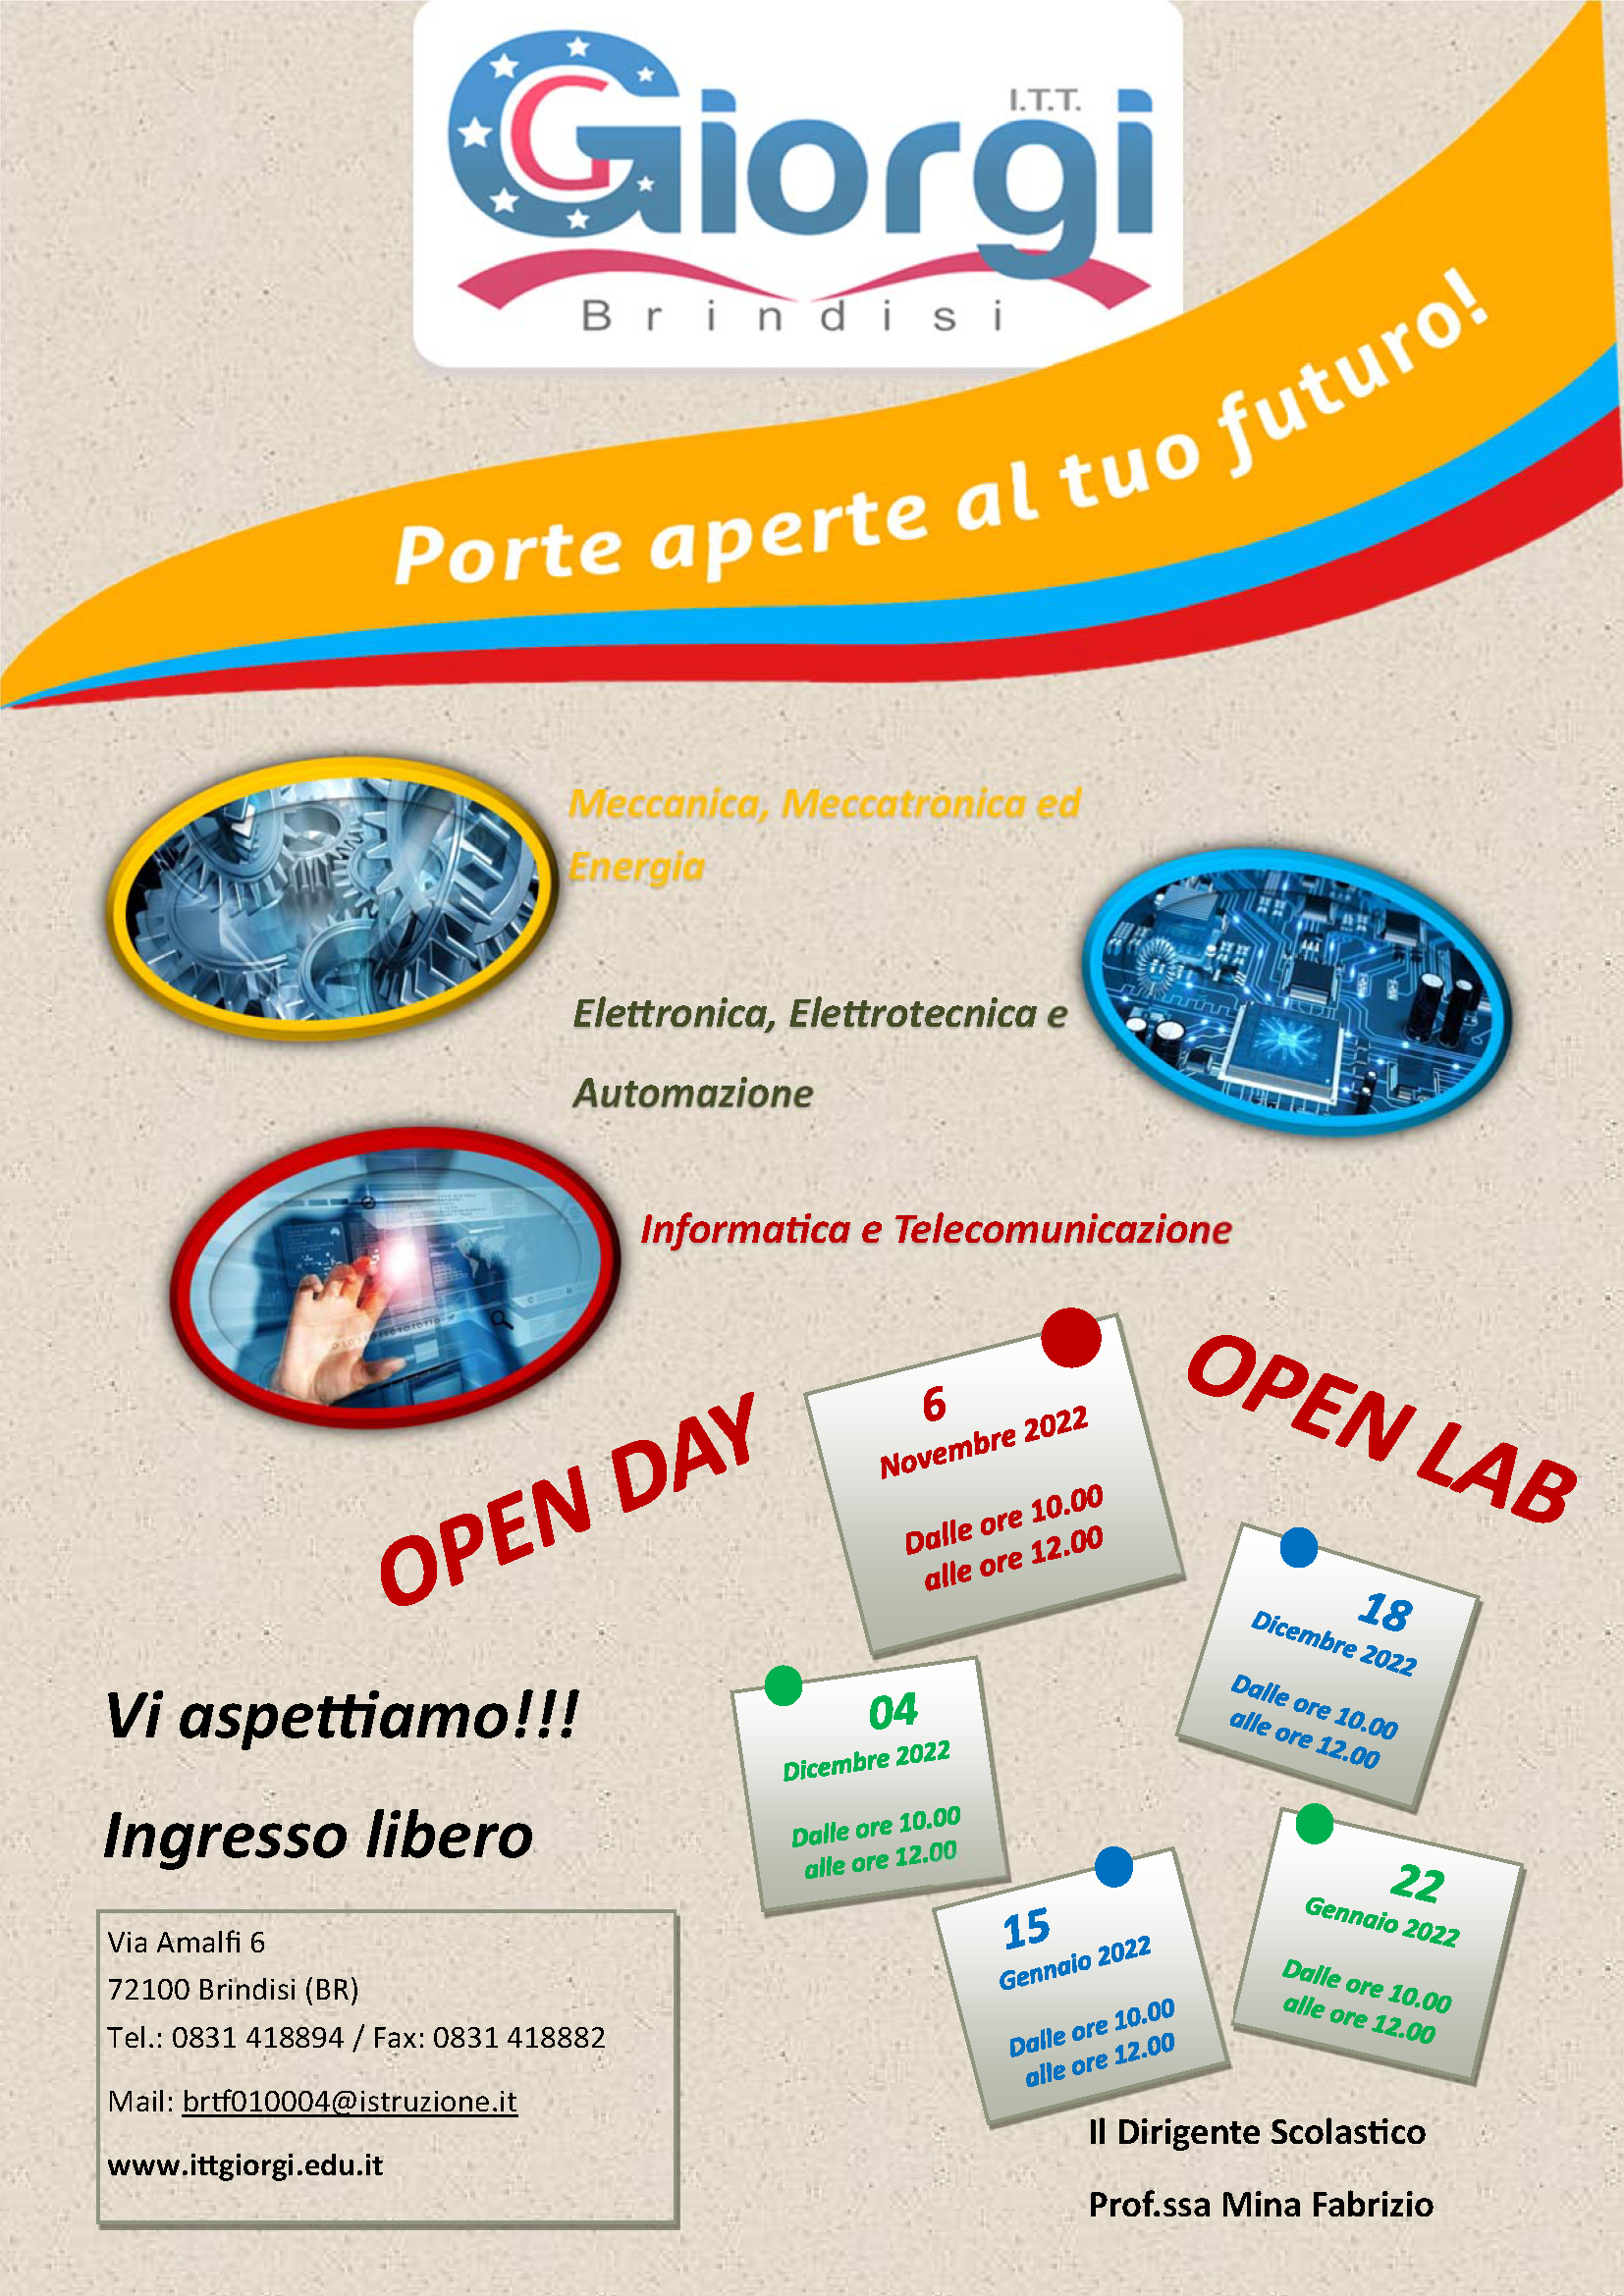 Giorgi
I.T.T.
Brindisi
Porte aperte al tuo futuro!
Meccanica, Meccatronica ed
Energia
Elettronica, Elettrotecnica e
Automazione
Informatica e Telecomunicazione
OPEN DAY
OPEN LAB
6
Novembre 2022
Dalle ore 10.00
alle ore 12.00
18
Dicembre 2022
Dalle ore 10.00
alle ore 12.00
04
Dicembre 2022
Dalle ore 10.00
alle ore 12.00
15
Gennaio 2022
Dalle ore 10.00
alle ore 12.00
22
Gennaio 2022
Dalle ore 10.00
alle ore 12.00
Vi aspettiamo!!!
Ingresso libero
Via Amalfi 6
72100 Brindisi (BR)
Tel.: 0831 418894 / Fax: 0831 418882
Mail: brtf010004@istruzione.it
www.ittgiorgi.edu.it
Il Dirigente Scolastico
Prof.ssa Mina Fabrizio